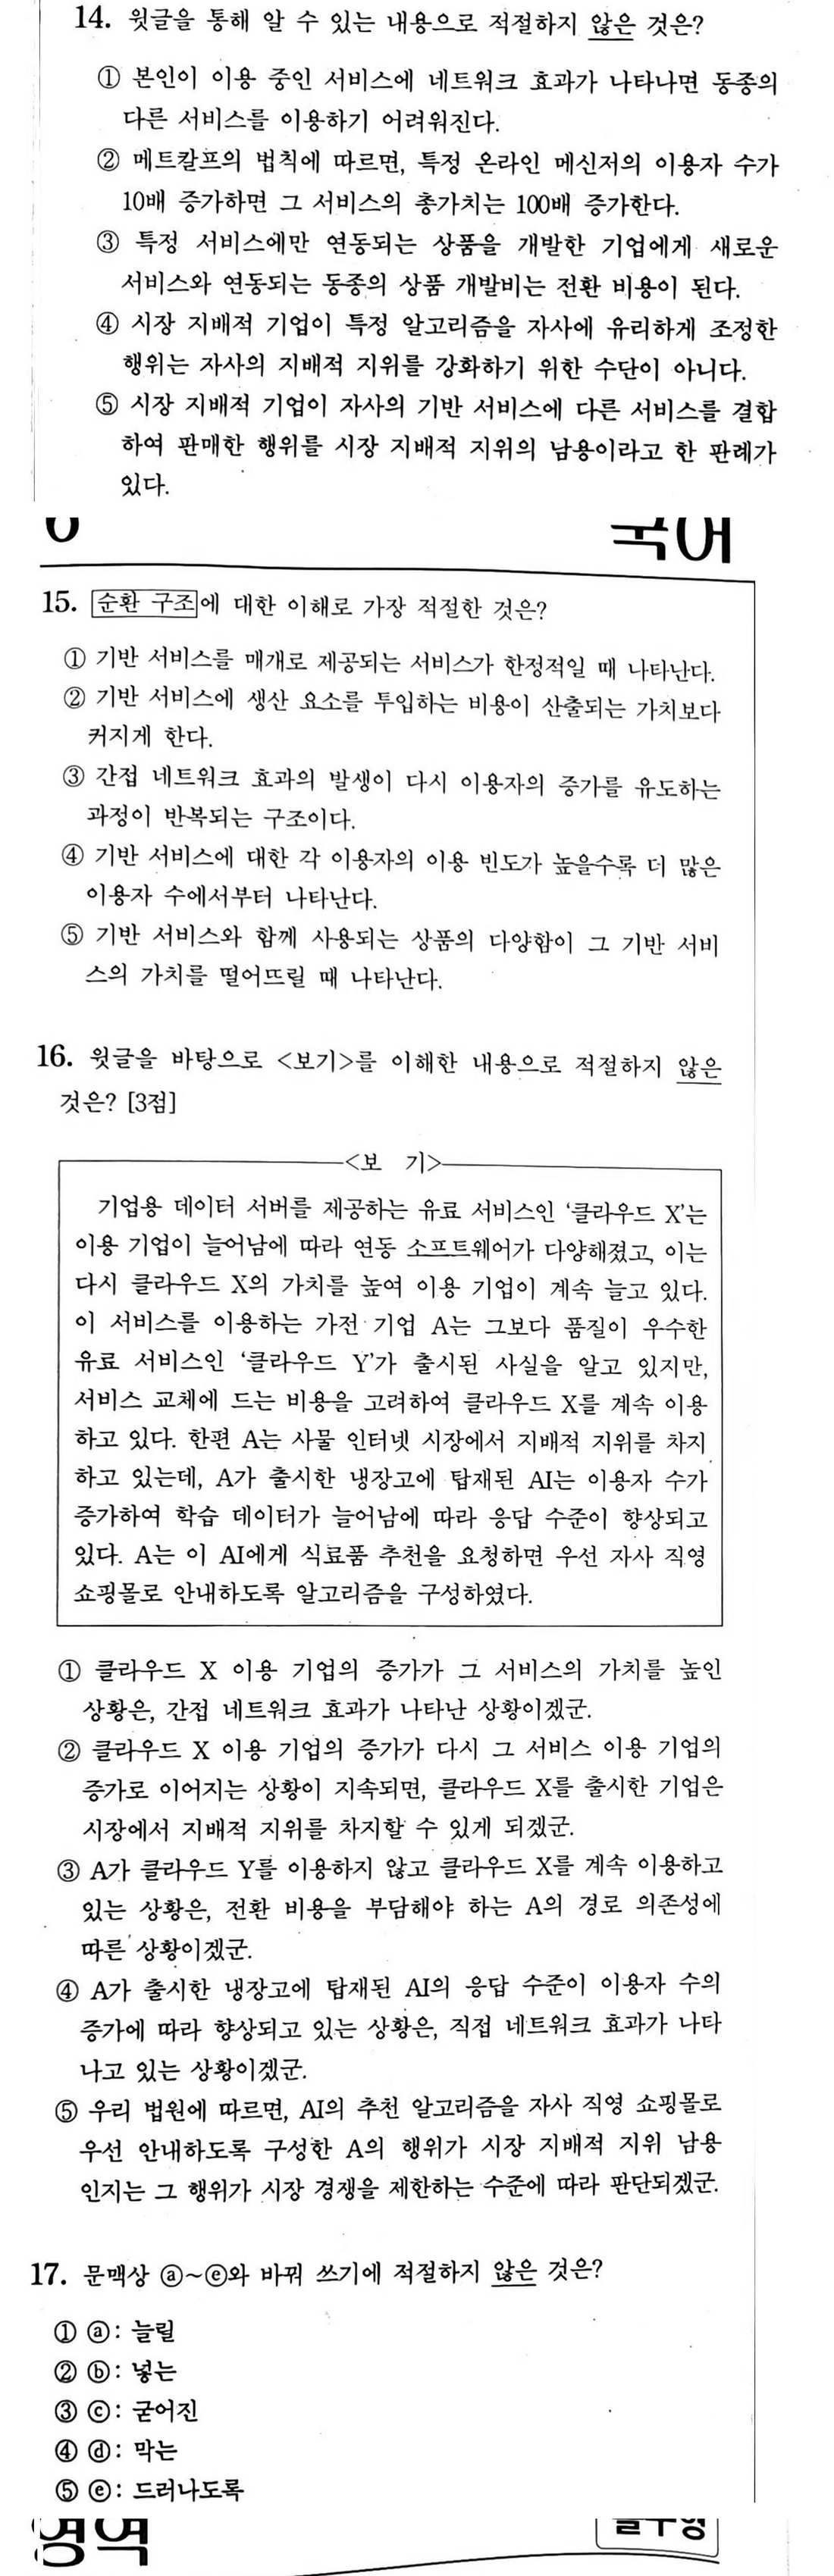 14. 윗글을 통해 알 수 있는 내용으로 적절하지 않은 것은?
① 본인이 이용 중인 서비스에 네트워크 효과가 나타나면 동종의
다른 서비스를 이용하기 어려워진다.
② 메트칼프의 법칙에 따르면, 특정 온라인 메신저의 이용자 수가
10배 증가하면 그 서비스의 총가치는 100배 증가한다.
③ 특정 서비스에만 연동되는 상품을 개발한 기업에게 새로운
서비스와 연동되는 동종의 상품 개발비는 전환 비용이 된다.
④ 시장 지배적 기업이 특정 알고리즘을 자사에 유리하게 조정한
행위는 자사의 지배적 지위를 강화하기 위한 수단이 아니다.
⑤ 시장 지배적 기업이 자사의 기반 서비스에 다른 서비스를 결합
하여 판매한 행위를 시장 지배적 지위의 남용이라고 한 판례가
있다.
국어
15. 순환 구조에 대한 이해로 가장 적절한 것은?
① 기반 서비스를 매개로 제공되는 서비스가 한정적일 때 나타난다.
② 기반 서비스에 생산 요소를 투입하는 비용이 산출되는 가치보다
커지게 한다.
③ 간접 네트워크 효과의 발생이 다시 이용자의 증가를 유도하는
과정이 반복되는 구조이다.
④ 기반 서비스에 대한 각 이용자의 이용 빈도가 높을수록 더 많은
이용자 수에서부터 나타난다.
⑤ 기반 서비스와 함께 사용되는 상품의 다양함이 그 기반 서비
스의 가치를 떨어뜨릴 때 나타난다.
16. 윗글을 바탕으로 <보기>를 이해한 내용으로 적절하지 않은
것은? [3점]
<보 기>
기업용 데이터 서버를 제공하는 유료 서비스인 ‘클라우드 X’는
이용 기업이 늘어남에 따라 연동 소프트웨어가 다양해졌고, 이는
다시 클라우드 X의 가치를 높여 이용 기업이 계속 늘고 있다.
이 서비스를 이용하는 가전 기업 A는 그보다 품질이 우수한
유료 서비스인 ‘클라우드 Y’가 출시된 사실을 알고 있지만,
서비스 교체에 드는 비용을 고려하여 클라우드 X를 계속 이용
하고 있다. 한편 A는 사물 인터넷 시장에서 지배적 지위를 차지
하고 있는데, A가 출시한 냉장고에 탑재된 AI는 이용자 수가
증가하여 학습 데이터가 늘어남에 따라 응답 수준이 향상되고
있다. A는 이 AI에게 식료품 추천을 요청하면 우선 자사 직영
쇼핑몰로 안내하도록 알고리즘을 구성하였다.
① 클라우드 X 이용 기업의 증가가 그 서비스의 가치를 높인
상황은, 간접 네트워크 효과가 나타난 상황이겠군.
② 클라우드 X 이용 기업의 증가가 다시 그 서비스 이용 기업의
증가로 이어지는 상황이 지속되면, 클라우드 X를 출시한 기업은
시장에서 지배적 지위를 차지할 수 있게 되겠군.
③ A가 클라우드 Y를 이용하지 않고 클라우드 X를 계속 이용하고
있는 상황은, 전환 비용을 부담해야 하는 A의 경로 의존성에
따른 상황이겠군.
④ A가 출시한 냉장고에 탑재된 AI의 응답 수준이 이용자 수의
증가에 따라 향상되고 있는 상황은, 직접 네트워크 효과가 나타
나고 있는 상황이겠군.
⑤ 우리 법원에 따르면, AI의 추천 알고리즘을 자사 직영 쇼핑몰로
우선 안내하도록 구성한 A의 행위가 시장 지배적 지위 남용
인지는 그 행위가 시장 경쟁을 제한하는 수준에 따라 판단되겠군.
17. 문맥상 ⓐ~ⓔ와 바꿔 쓰기에 적절하지 않은 것은?
① ⓐ: 늘릴
② ⓑ: 넣는
③ ⓒ: 굳어진
④ ⓓ: 막는
⑤ ⓔ: 드러나도록
영역